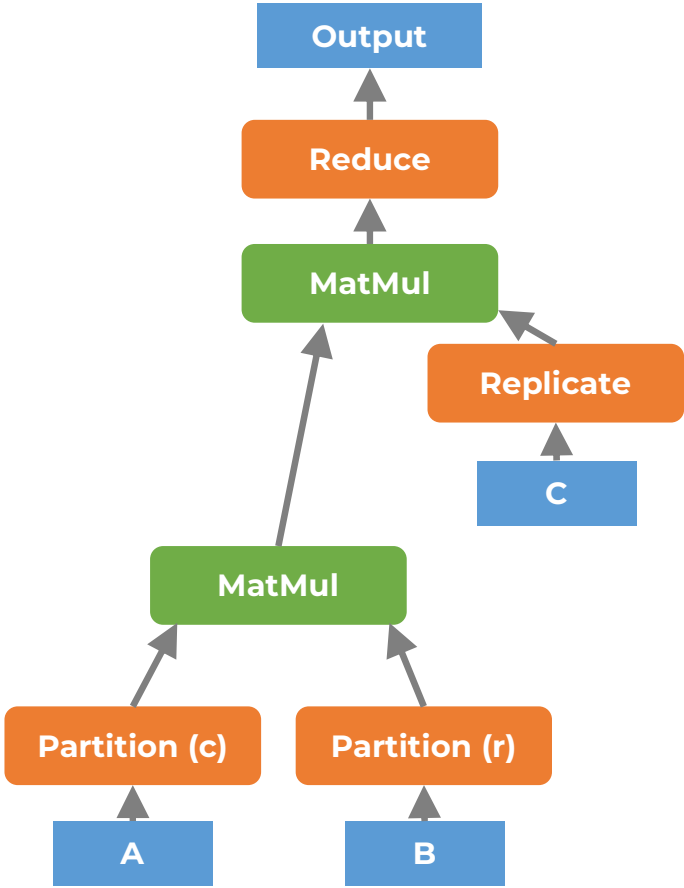 Output
Reduce
MatMul
Replicate
C
MatMul
Partition (c)
Partition (r)
A
B